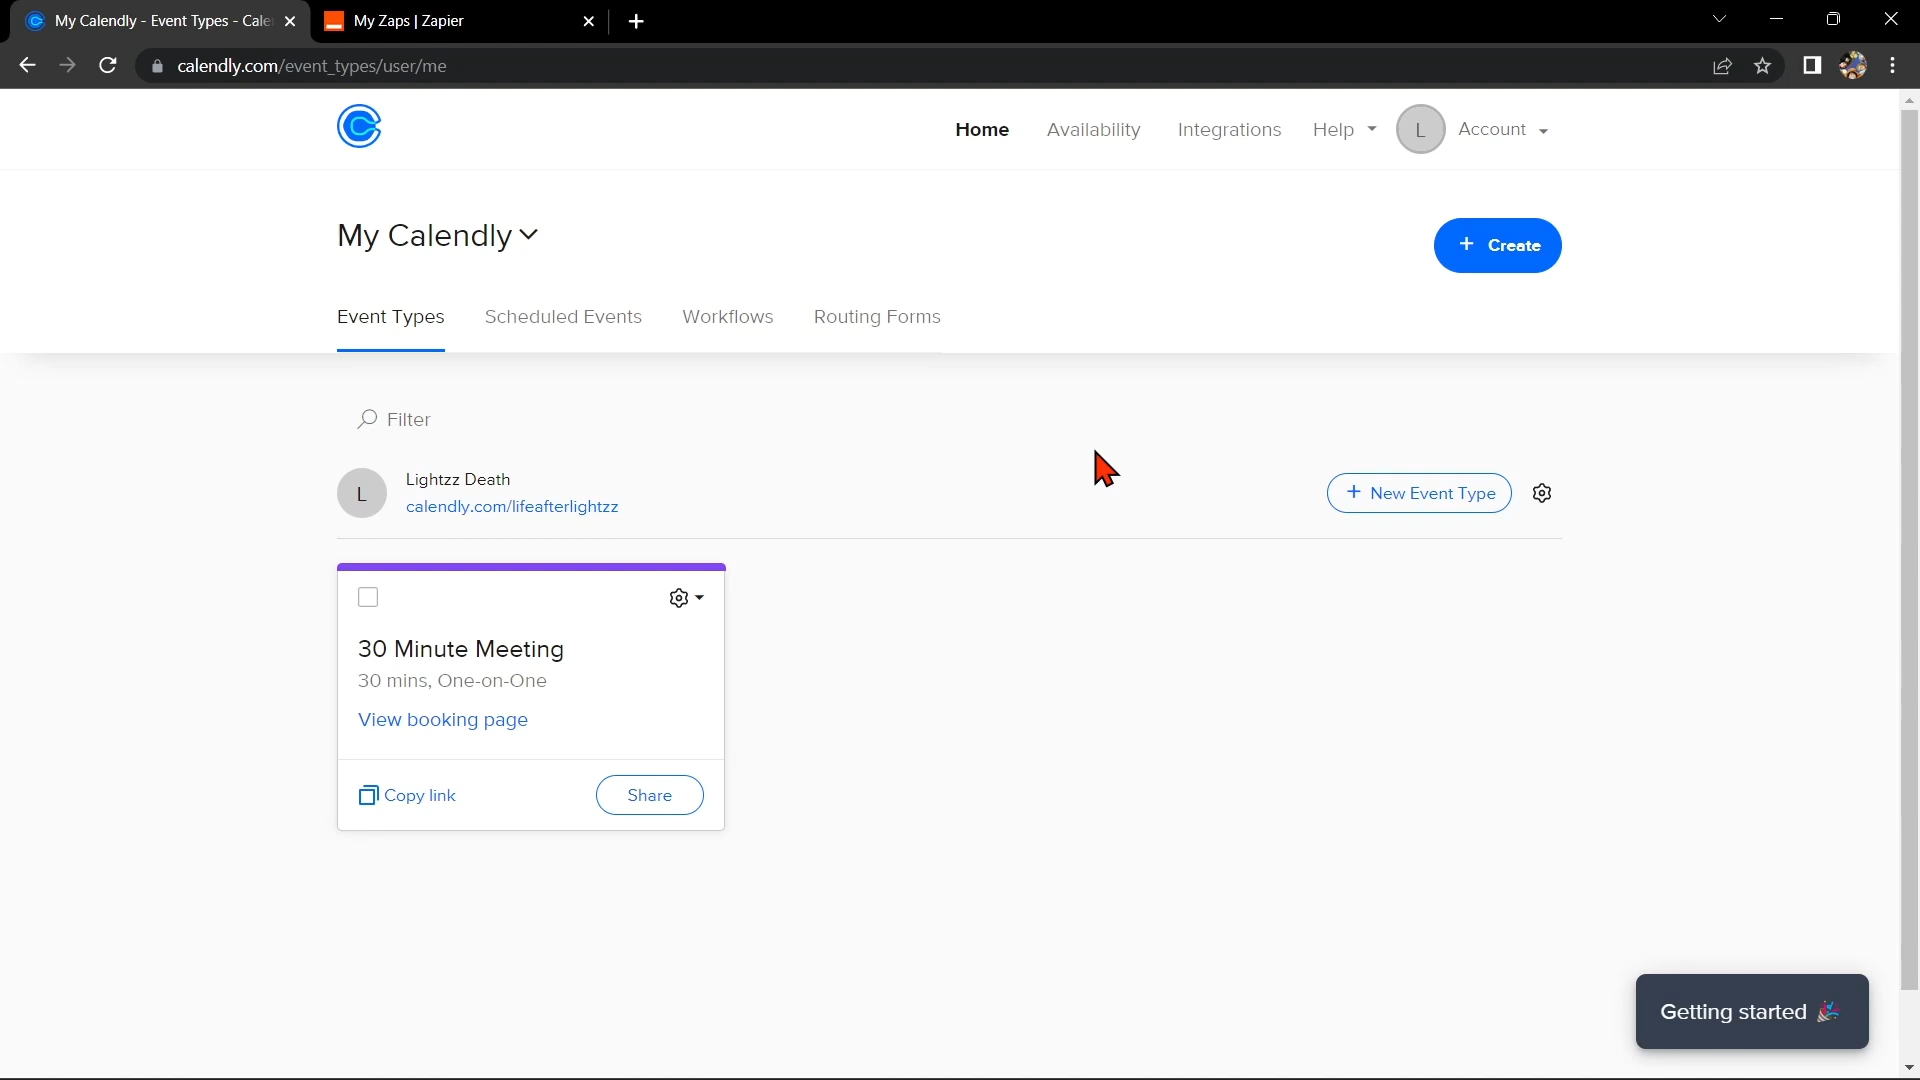 My Calendly - Event Types - Cale
My Zaps | Zapier
calendly.com/event_types/user/me
Home
Availability
Integrations
Help
L
Account
My Calendly
+ Create
Event Types
Scheduled Events
Workflows
Routing Forms
Filter
L
Lightzz Death
calendly.com/lifeafterlightzz
+ New Event Type
30 Minute Meeting
30 mins, One-on-One
View booking page
Copy link
Share
Getting started 🎉